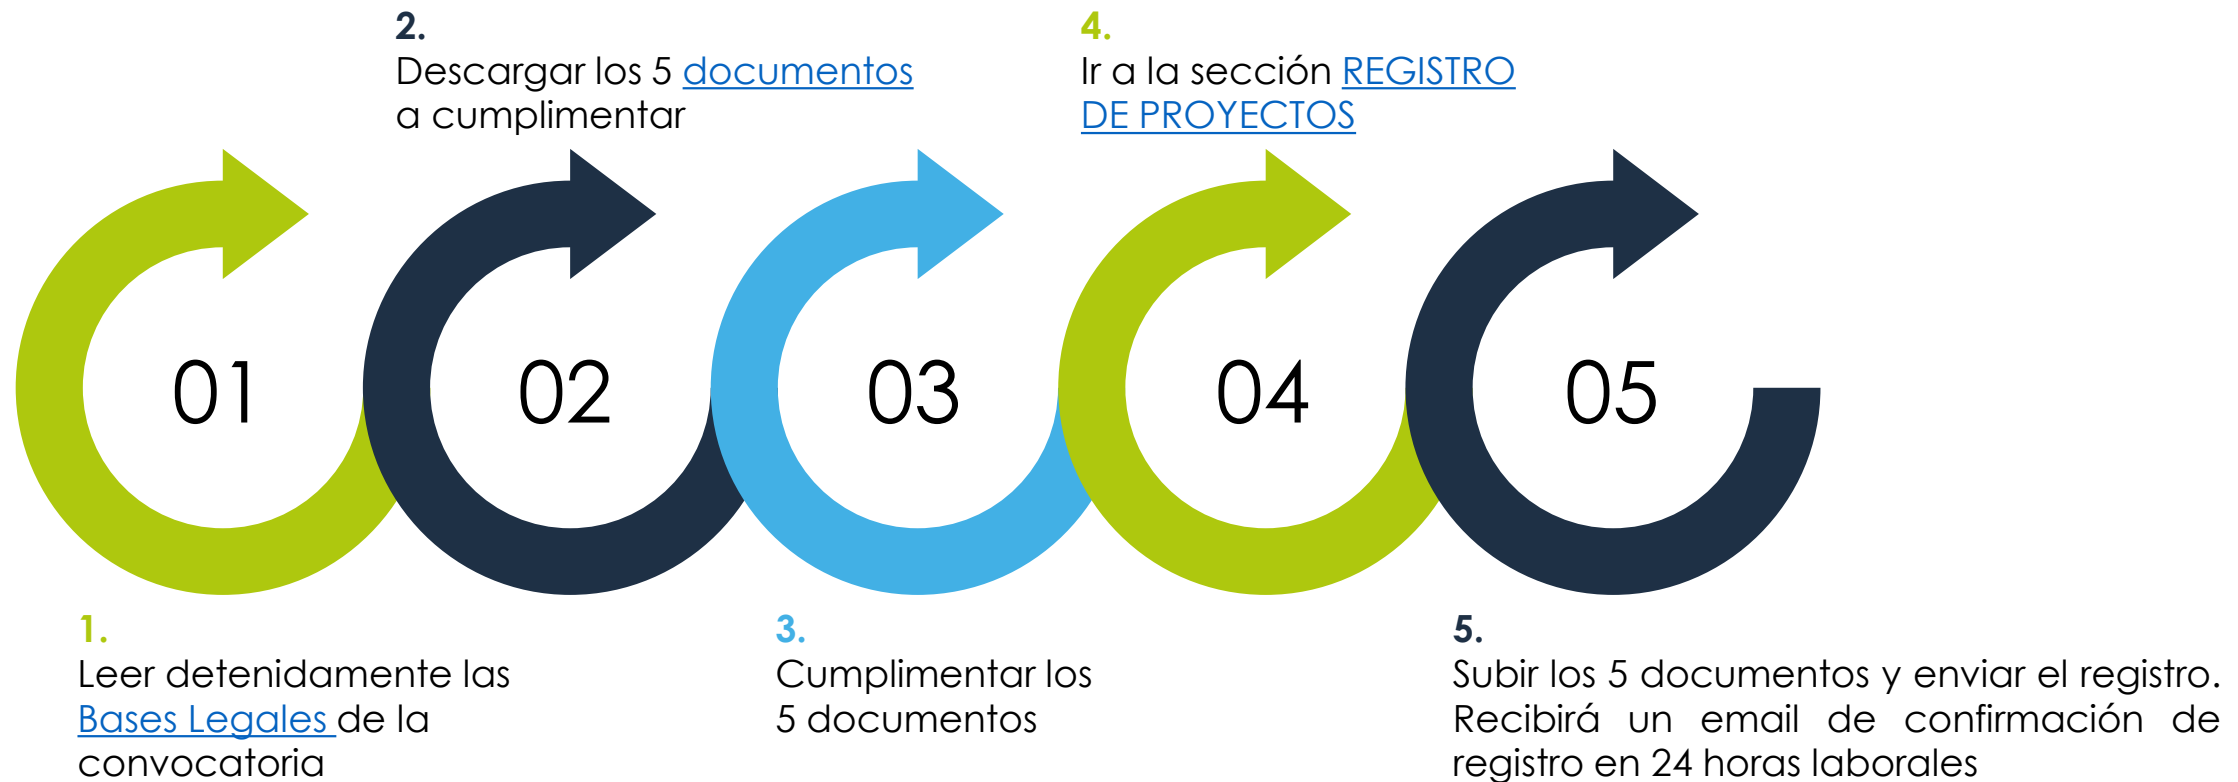 2.
Descargar los 5 documentos
a cumplimentar
4.
Ir a la sección REGISTRO
DE PROYECTOS
01
02
03
04
05
1.
Leer detenidamente las
Bases Legales de la
convocatoria
3.
Cumplimentar los
5 documentos
5.
Subir los 5 documentos y enviar el registro.
Recibirá un email de confirmación de
registro en 24 horas laborales